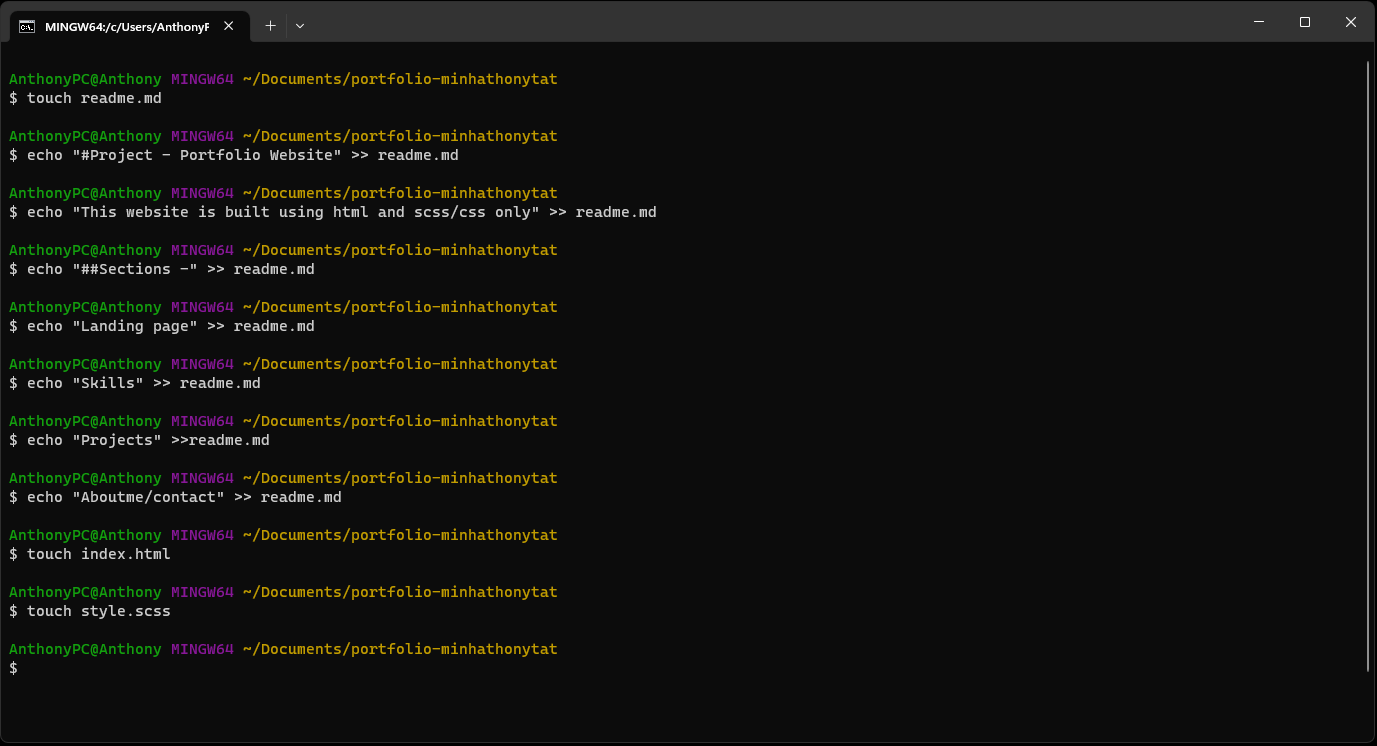 MINGW64:/c/Users/AnthonyP
AnthonyPC@Anthony MINGW64 ~/Documents/portfolio-minhathonytat
$ touch readme.md
AnthonyPC@Anthony MINGW64 ~/Documents/portfolio-minhathonytat
$ echo "#Project - Portfolio Website" >> readme.md
AnthonyPC@Anthony MINGW64 ~/Documents/portfolio-minhathonytat
$ echo "This website is built using html and scss/css only" >> readme.md
AnthonyPC@Anthony MINGW64 ~/Documents/portfolio-minhathonytat
$ echo "##Sections -" >> readme.md
AnthonyPC@Anthony MINGW64 ~/Documents/portfolio-minhathonytat
$ echo "Landing page" >> readme.md
AnthonyPC@Anthony MINGW64 ~/Documents/portfolio-minhathonytat
$ echo "Skills" >> readme.md
AnthonyPC@Anthony MINGW64 ~/Documents/portfolio-minhathonytat
$ echo "Projects" >>readme.md
AnthonyPC@Anthony MINGW64 ~/Documents/portfolio-minhathonytat
$ echo "Aboutme/contact" >> readme.md
AnthonyPC@Anthony MINGW64 ~/Documents/portfolio-minhathonytat
$ touch index.html
AnthonyPC@Anthony MINGW64 ~/Documents/portfolio-minhathonytat
$ touch style.scss
AnthonyPC@Anthony MINGW64 ~/Documents/portfolio-minhathonytat
$